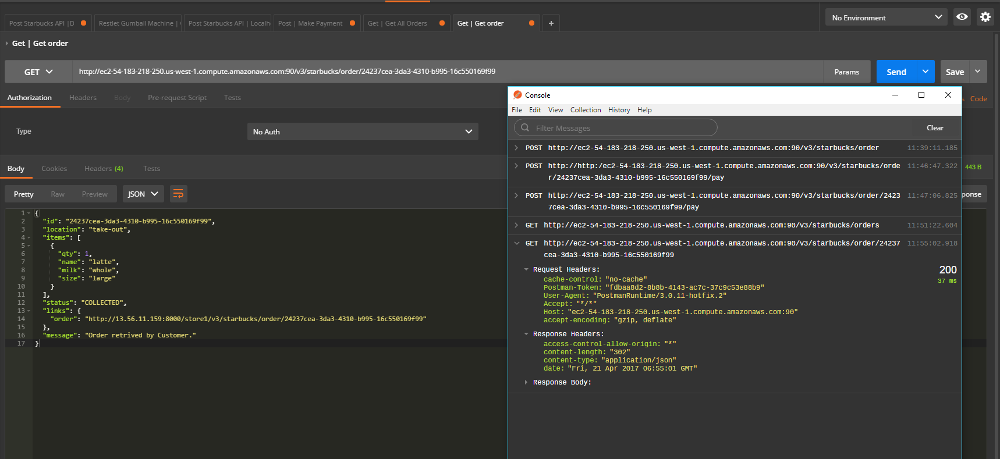 Post Starbucks API |D
Restlet Gumball Machine |
Post Starbucks API | Localh
Post | Make Payment
Get | Get All Orders
Get | Get order
+
No Environment
Get | Get order
GET
http://ec2-54-183-218-250.us-west-1.compute.amazonaws.com:90/v3/starbucks/order/24237cea-3da3-4310-b995-16c550169f99
Params
Send
Save
Authorization
Headers
Body
Pre-request Script
Tests
s
Code
Type
No Auth
Body
Cookies
Headers (4)
Tests
443 B
Pretty
Raw
Preview
JSON
ponse
1 {
2 "id": "24237cea-3da3-4310-b995-16c550169f99",
3 "location": "take-out",
4 "items": [
5 {
6 "qty": 1,
7 "name": "latte",
8 "milk": "whole",
9 "size": "large"
10 }
11 ],
12 "status": "COLLECTED",
13 "links": {
14 "order": "http://13.56.11.159:8000/store1/v3/starbucks/order/24237cea-3da3-4310-b995-16c550169f99"
15 },
16 "message": "Order retrived by Customer."
17 }
Console
File Edit View Collection History Help
Filter Messages
Clear
POST http://ec2-54-183-218-250.us-west-1.compute.amazonaws.com:90/v3/starbucks/order 11:39:11.185
POST http://http:/ec2-54-183-218-250.us-west-1.compute.amazonaws.com:90/v3/starbucks/orde 11:46:47.322
r/24237cea-3da3-4310-b995-16c550169f99/pay
POST http://ec2-54-183-218-250.us-west-1.compute.amazonaws.com:90/v3/starbucks/order/2423 11:47:06.825
7cea-3da3-4310-b995-16c550169f99/pay
GET http://ec2-54-183-218-250.us-west-1.compute.amazonaws.com:90/v3/starbucks/orders 11:51:22.604
GET http://ec2-54-183-218-250.us-west-1.compute.amazonaws.com:90/v3/starbucks/order/24237 11:55:02.918
cea-3da3-4310-b995-16c550169f99
Request Headers: 200
cache-control: "no-cache" 37 ms
Postman-Token: "fdbaa8d2-8b8b-4143-ac7c-37c9c53e88b9"
User-Agent: "PostmanRuntime/3.0.11-hotfix.2"
Accept: "*/*"
Host: "ec2-54-183-218-250.us-west-1.compute.amazonaws.com:90"
accept-encoding: "gzip, deflate"
Response Headers:
access-control-allow-origin: "*"
content-length: "302"
content-type: "application/json"
date: "Fri, 21 Apr 2017 06:55:01 GMT"
Response Body: